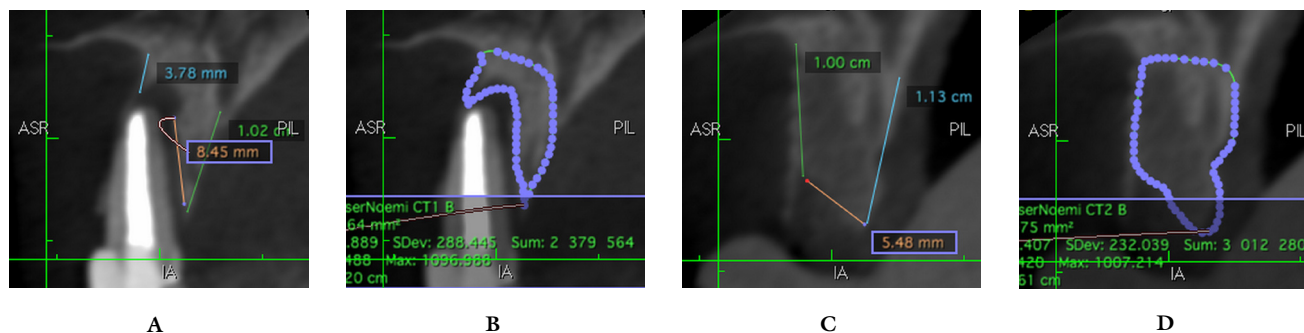 3.78 mm
ASR
1.02 cm
PIL
8.45 mm
IA
A
ASR
PIL
serNoemi CT1 B
64 mm²
.889 SDev: 288.445 Sum: 2 379 564
488 Max: 1096.988
IA
20 cm
B
1.00 cm
1.13 cm
ASR
PIL
5.48 mm
IA
C
ASR
PIL
serNoemi CT2 B
75 mm²
.407 SDev: 232.039 Sum: 3 012 280
420 Max: 1007.214
IA
61 cm
D